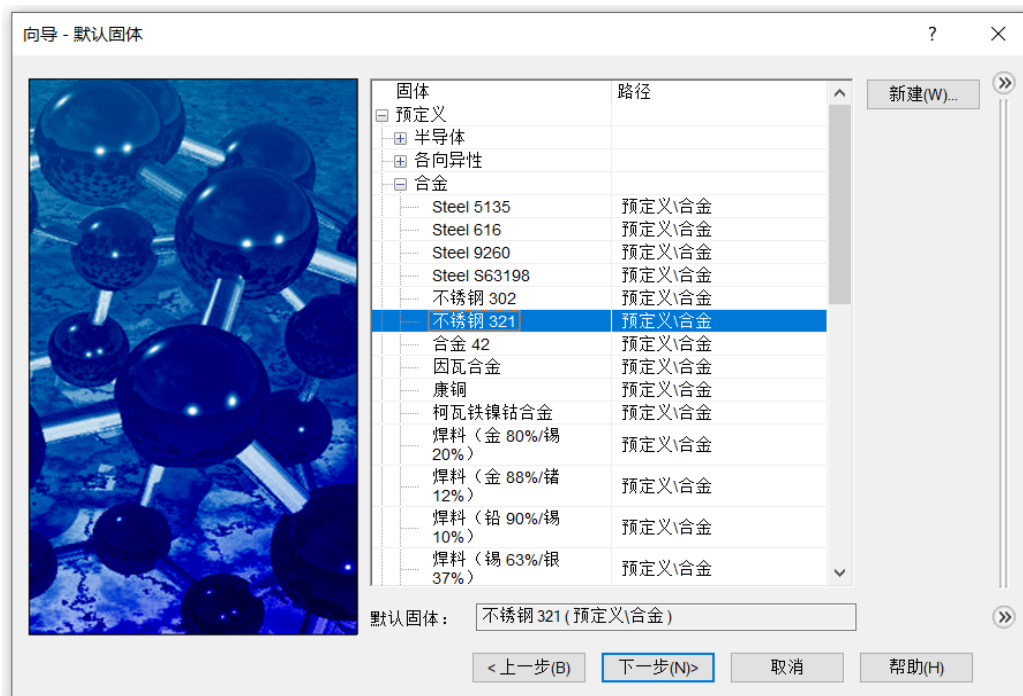 向导 - 默认固体
?
固体 路径
预定义
半导体
各向异性
合金
Steel 5135 预定义\合金
Steel 616 预定义\合金
Steel 9260 预定义\合金
Steel S63198 预定义\合金
不锈钢 302 预定义\合金
不锈钢 321 预定义\合金
合金 42 预定义\合金
因瓦合金 预定义\合金
康铜 预定义\合金
柯瓦铁镍钴合金 预定义\合金
焊料（金 80%/锡
20%） 预定义\合金
焊料（金 88%/锗
12%） 预定义\合金
焊料（铅 90%/锡
10%） 预定义\合金
焊料（锡 63%/银
37%） 预定义\合金
新建(W)...
默认固体： 不锈钢 321 ( 预定义\合金 )
< 上一步(B) 下一步(N)> 取消 帮助(H)